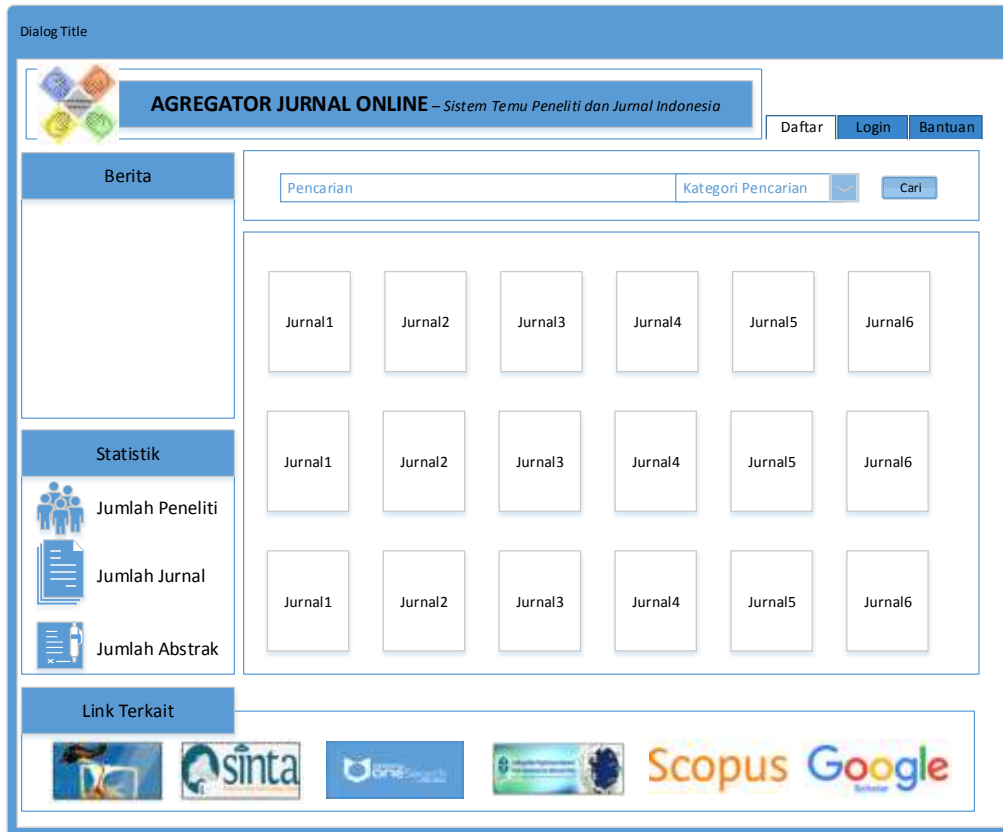 Dialog Title
AGREGATOR JURNAL ONLINE – Sistem Temu Peneliti dan Jurnal Indonesia
Daftar Login Bantuan
Berita
Pencarian Kategori Pencarian Cari
Jurnal1 Jurnal2 Jurnal3 Jurnal4 Jurnal5 Jurnal6
Jurnal1 Jurnal2 Jurnal3 Jurnal4 Jurnal5 Jurnal6
Jurnal1 Jurnal2 Jurnal3 Jurnal4 Jurnal5 Jurnal6
Statistik
Jumlah Peneliti
Jumlah Jurnal
Jumlah Abstrak
Link Terkait
sinta
OneSearch
Scopus
Google
Scholar